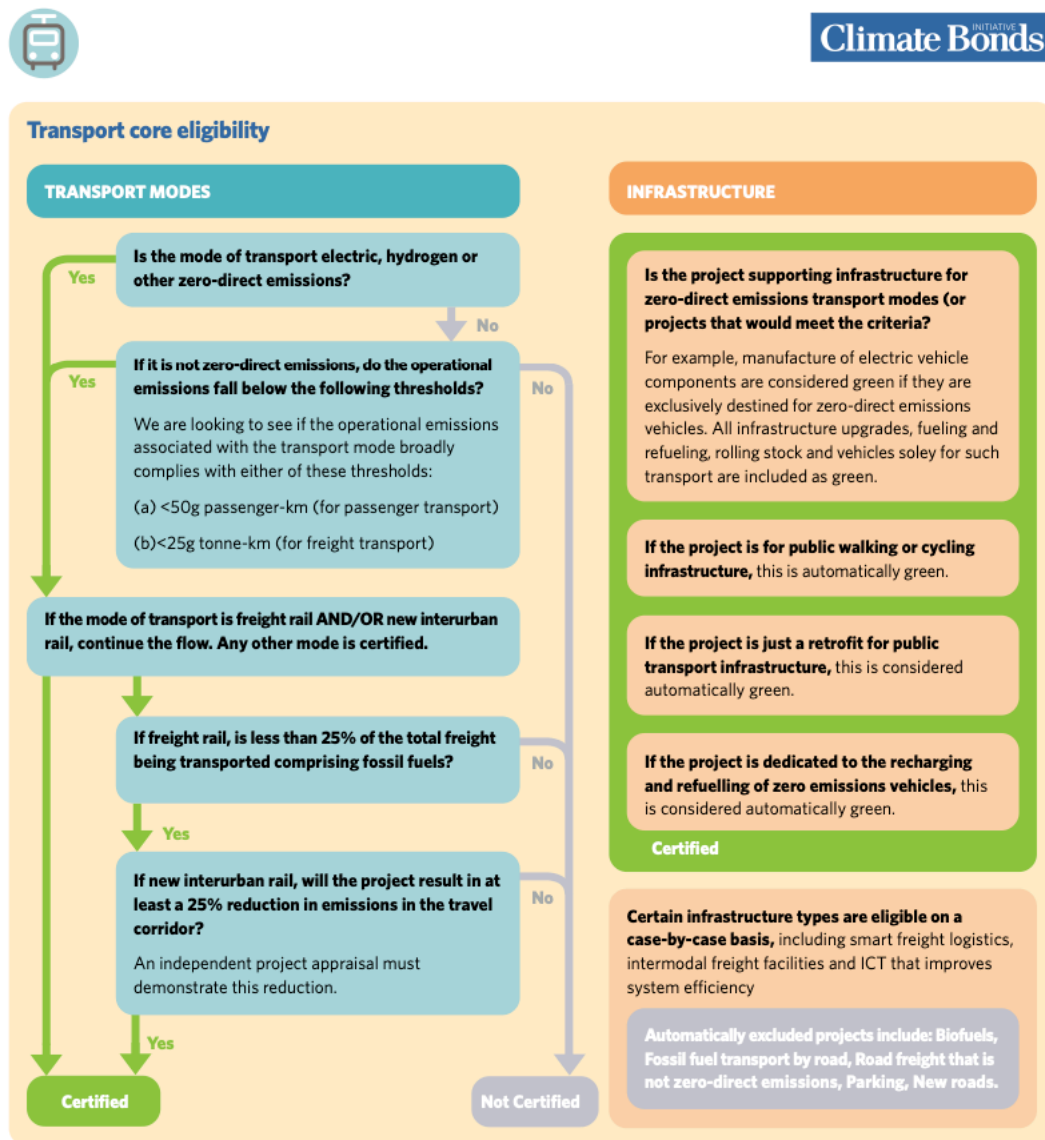 INITIATIVE
Climate Bonds
Transport core eligibility
TRANSPORT MODES
Is the mode of transport electric, hydrogen or
other zero-direct emissions?
Yes
No
If it is not zero-direct emissions, do the operational
emissions fall below the following thresholds?
We are looking to see if the operational emissions
associated with the transport mode broadly
complies with either of these thresholds:
(a) <50g passenger-km (for passenger transport)
(b)<25g tonne-km (for freight transport)
Yes
No
If the mode of transport is freight rail AND/OR new interurban
rail, continue the flow. Any other mode is certified.
If freight rail, is less than 25% of the total freight
being transported comprising fossil fuels?
No
Yes
If new interurban rail, will the project result in at
least a 25% reduction in emissions in the travel
corridor?
An independent project appraisal must
demonstrate this reduction.
No
Yes
Certified
Not Certified
INFRASTRUCTURE
Is the project supporting infrastructure for
zero-direct emissions transport modes (or
projects that would meet the criteria?
For example, manufacture of electric vehicle
components are considered green if they are
exclusively destined for zero-direct emissions
vehicles. All infrastructure upgrades, fueling and
refueling, rolling stock and vehicles soley for such
transport are included as green.
If the project is for public walking or cycling
infrastructure, this is automatically green.
If the project is just a retrofit for public
transport infrastructure, this is considered
automatically green.
If the project is dedicated to the recharging
and refuelling of zero emissions vehicles, this
is considered automatically green.
Certified
Certain infrastructure types are eligible on a
case-by-case basis, including smart freight logistics,
intermodal freight facilities and ICT that improves
system efficiency
Automatically excluded projects include: Biofuels,
Fossil fuel transport by road, Road freight that is
not zero-direct emissions, Parking, New roads.